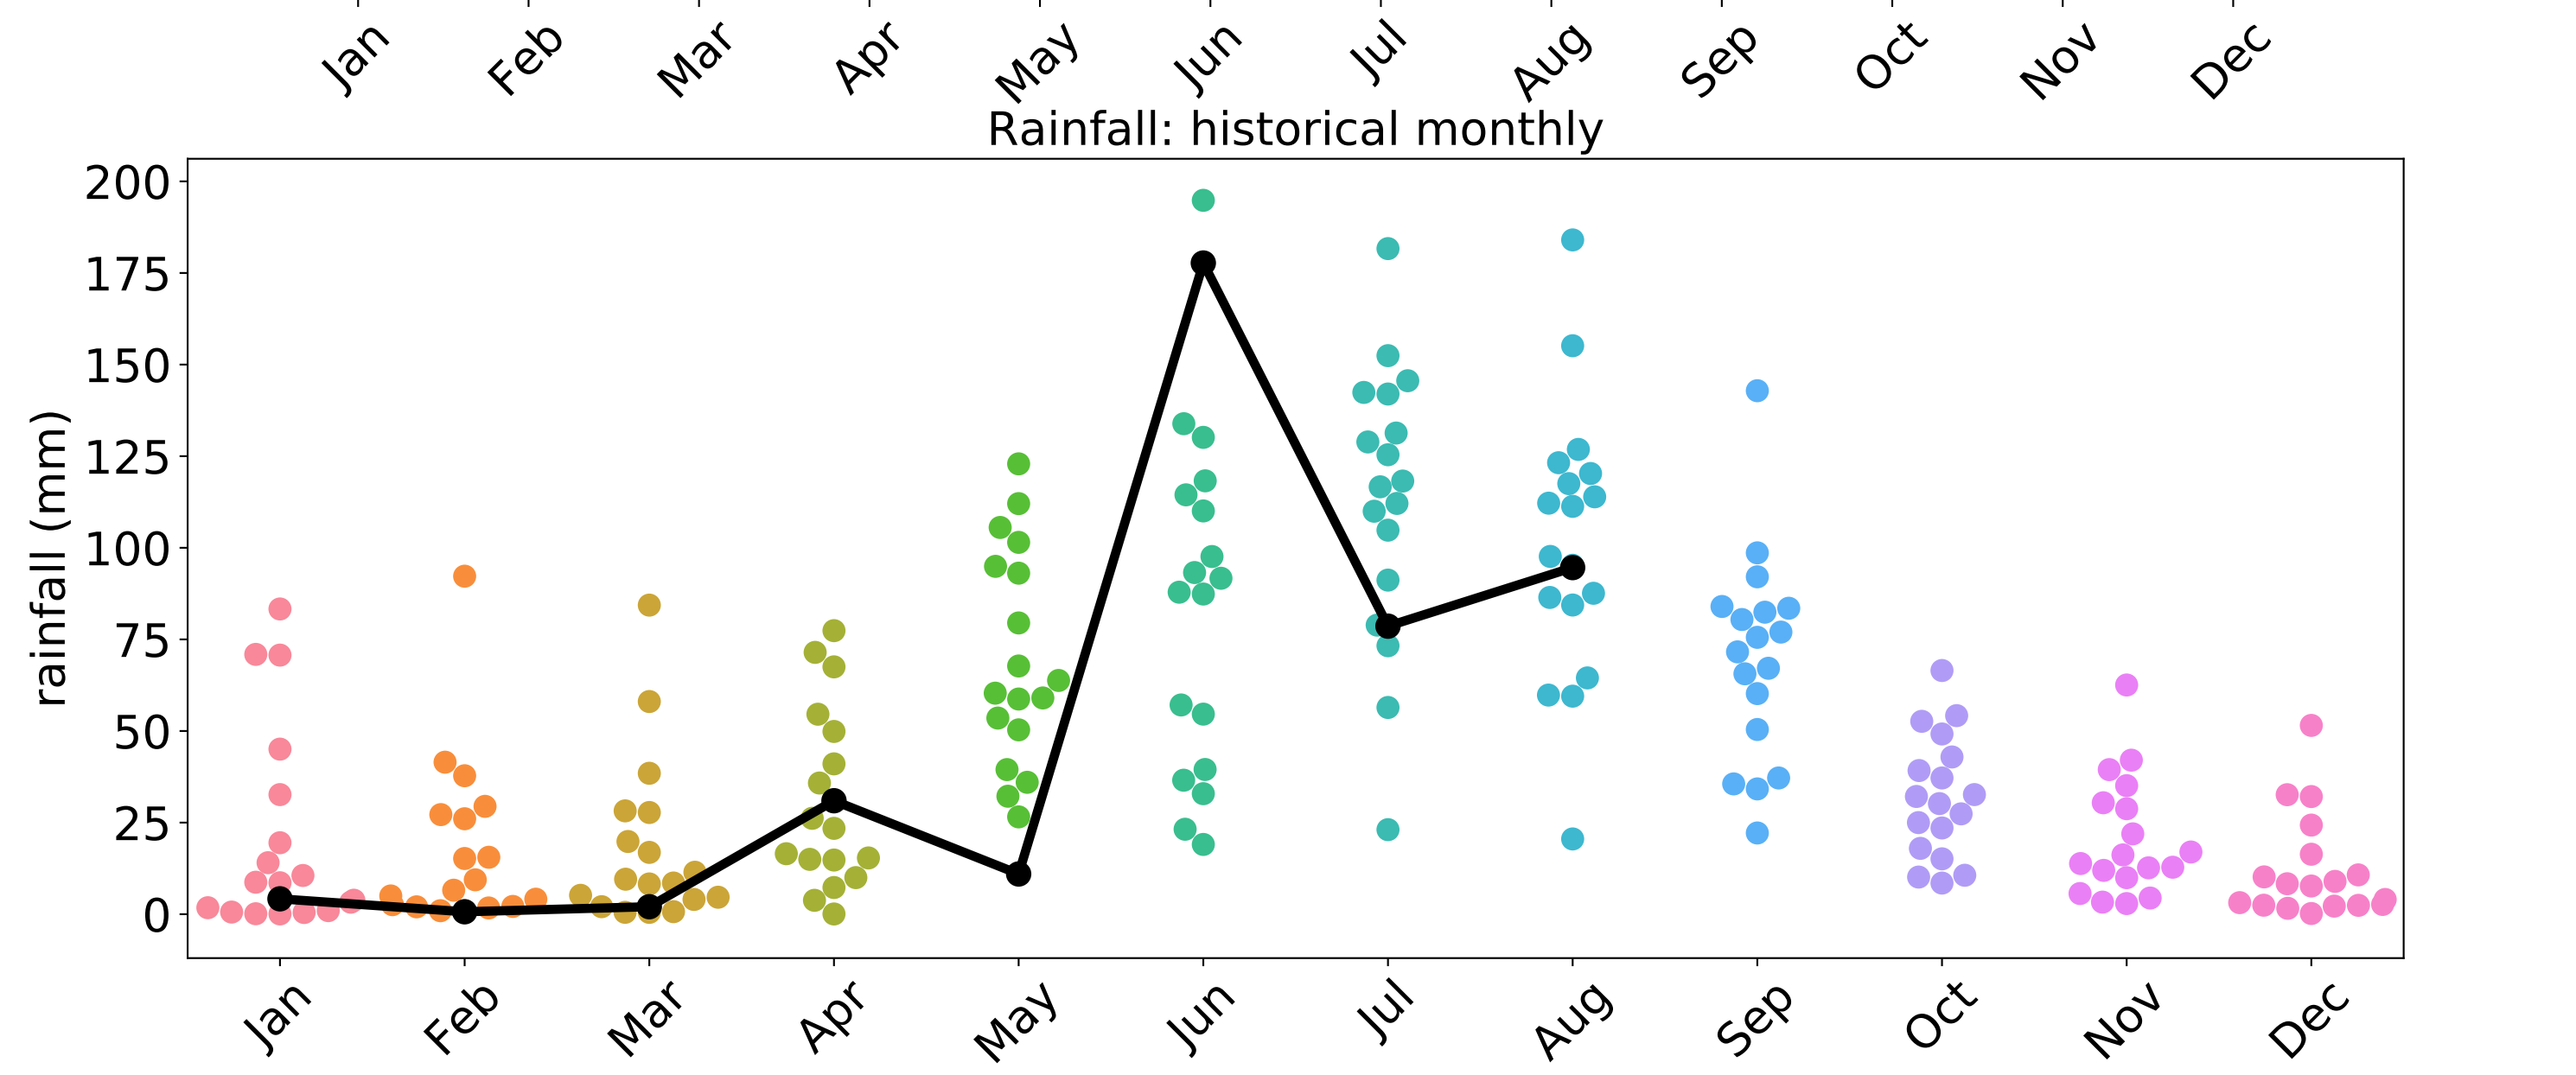 Jan Feb Mar Apr May Jun Jul Aug Sep Oct Nov Dec
Rainfall: historical monthly
200
175
150
125
100
75
50
25
0
rainfall (mm)
Jan Feb Mar Apr May Jun Jul Aug Sep Oct Nov Dec